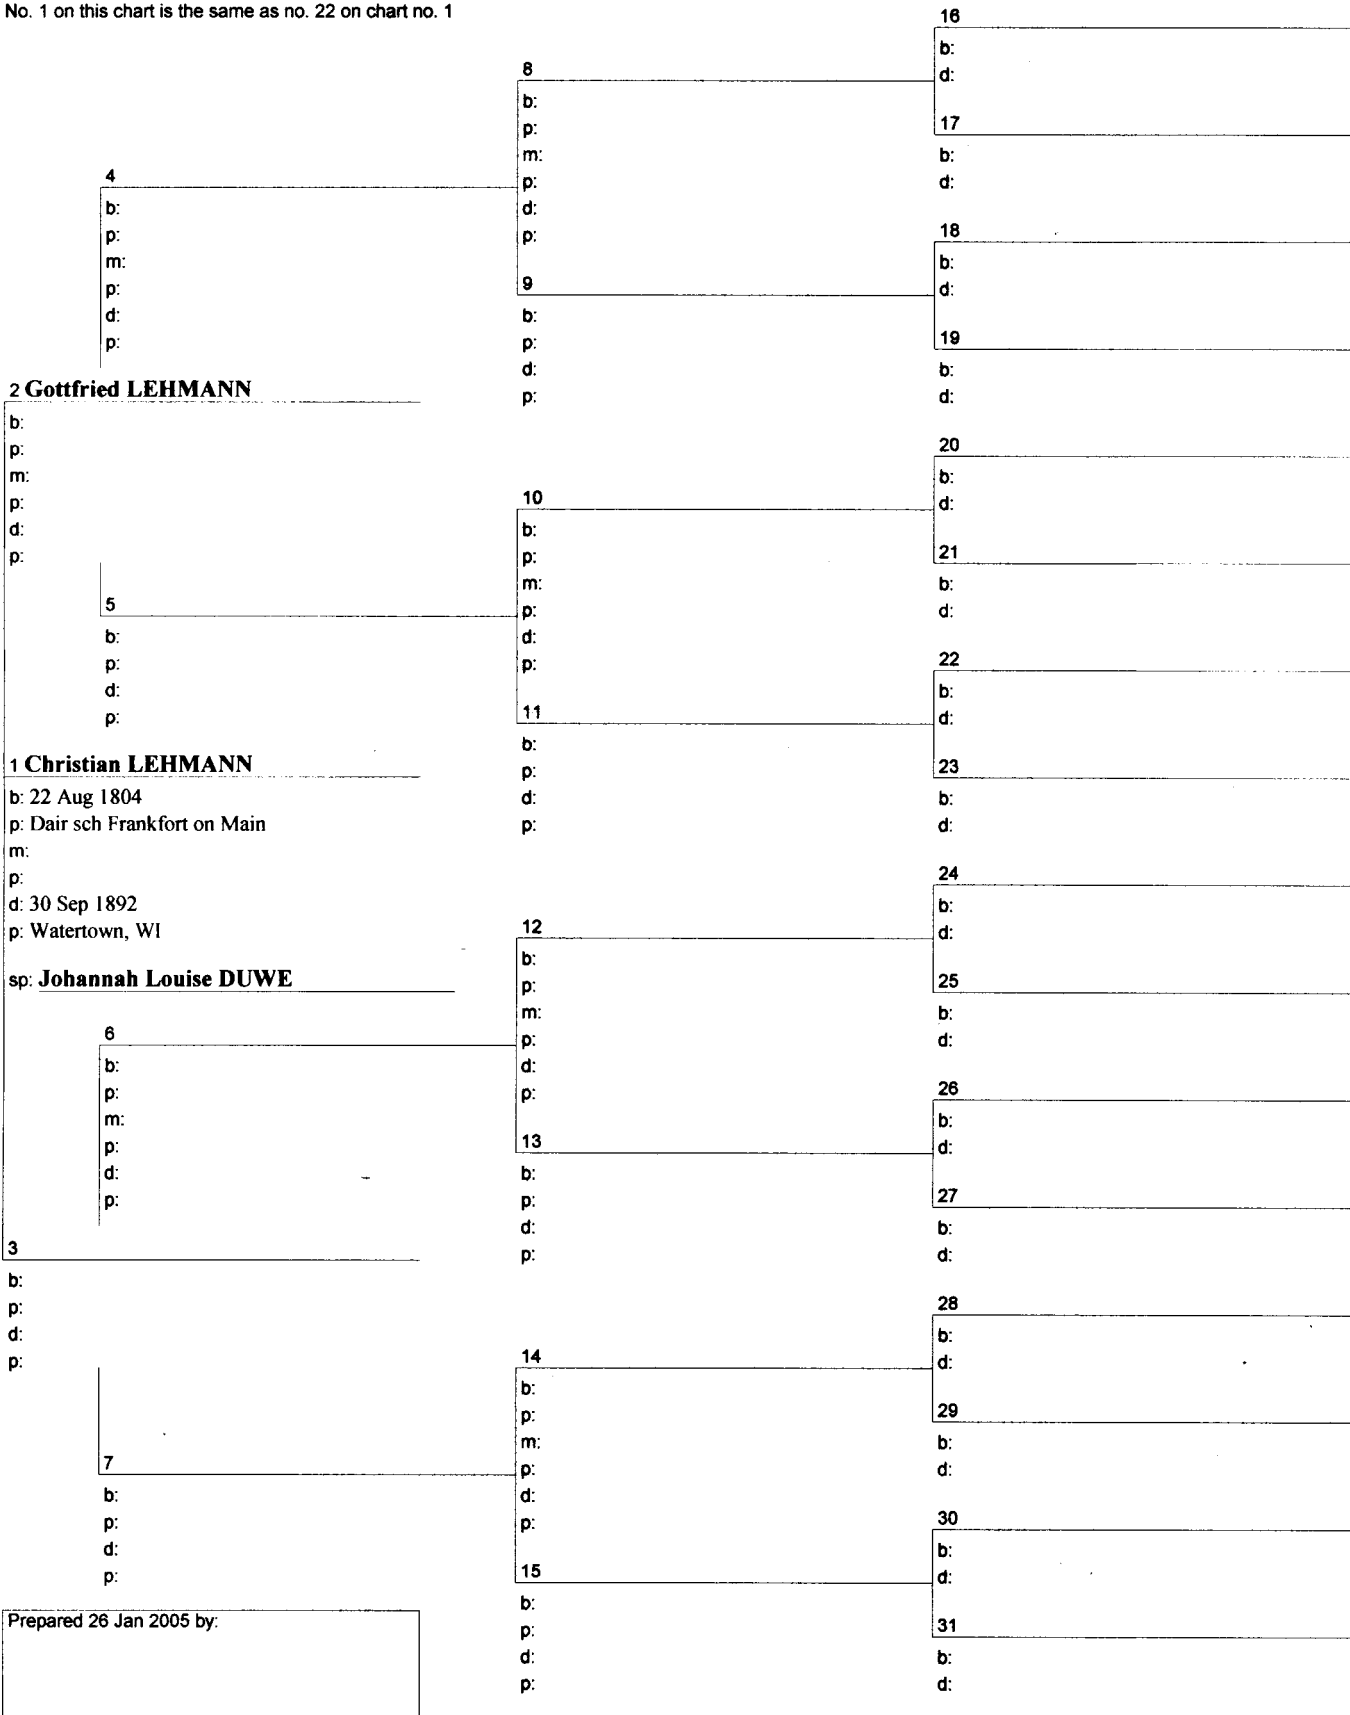 No. 1 on this chart is the same as no. 22 on chart no. 1
2 Gottfried LEHMANN
b:
p:
m:
p:
d:
p:
1 Christian LEHMANN
b: 22 Aug 1804
p: Dair sch Frankfort on Main
m:
p:
d: 30 Sep 1892
p: Watertown, WI
sp: Johannah Louise DUWE
3
b:
p:
d:
p:
4
b:
p:
m:
p:
d:
p:
5
b:
p:
d:
p:
6
b:
p:
m:
p:
d:
p:
7
b:
p:
d:
p:
8
b:
p:
m:
p:
d:
p:
9
b:
p:
d:
p:
10
b:
p:
m:
p:
d:
p:
11
b:
p:
d:
p:
12
b:
p:
m:
p:
d:
p:
13
b:
p:
d:
p:
14
b:
p:
m:
p:
d:
p:
15
b:
p:
d:
p:
16
b:
d:
17
b:
d:
18
b:
d:
19
b:
d:
20
b:
d:
21
b:
d:
22
b:
d:
23
b:
d:
24
b:
d:
25
b:
d:
26
b:
d:
27
b:
d:
28
b:
d:
29
b:
d:
30
b:
d:
31
b:
d:
Prepared 26 Jan 2005 by: